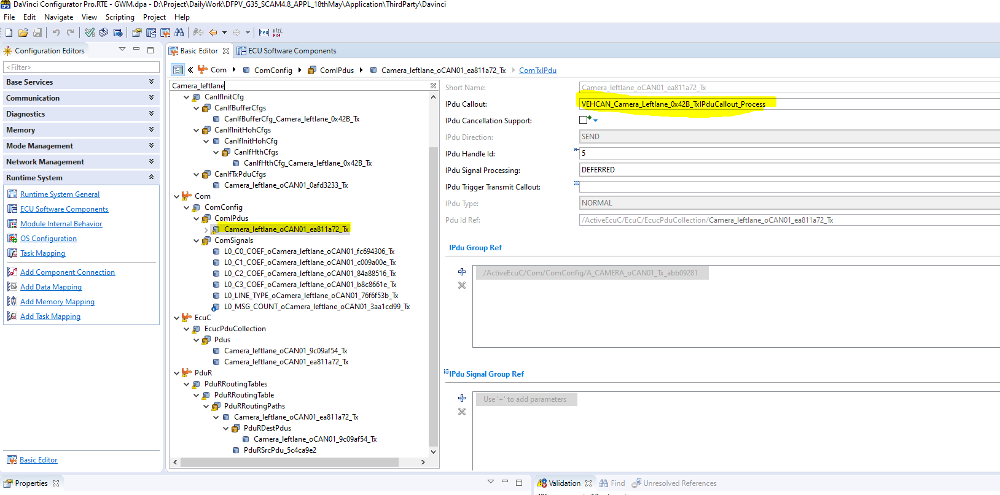 DaVinci Configurator Pro.RTE - GWM.dpa - D:\Project\DailyWork\DFPV_G35_SCAM4.8_APPL_18thMay\Application\ThirdParty\Davinci
File Edit Navigate View Scripting Project Help
Configuration Editors
<Filter>
Base Services
Communication
Diagnostics
Memory
Mode Management
Network Management
Runtime System
Runtime System General
ECU Software Components
Module Internal Behavior
OS Configuration
Task Mapping
Add Component Connection
Add Data Mapping
Add Memory Mapping
Add Task Mapping
Basic Editor
Basic Editor ECU Software Components
Com ComConfig ComIPdus Camera_leftlane_oCAN01_ea811a72_Tx ComTxIPdu
Camera_leftlane
CanIfInitCfg
CanIfBufferCfgs
CanIfBufferCfg_Camera_leftlane_0x42B_Tx
CanIfInitHohCfgs
CanIfInitHohCfg
CanIfHthCfgs
CanIfHthCfg_Camera_leftlane_0x42B_Tx
CanIfTxPduCfgs
Camera_leftlane_oCAN01_0afd3233_Tx
Com
ComConfig
ComIPdus
Camera_leftlane_oCAN01_ea811a72_Tx
ComSignals
L0_C0_COEF_oCamera_leftlane_oCAN01_fc694306_Tx
L0_C1_COEF_oCamera_leftlane_oCAN01_c009a00e_Tx
L0_C2_COEF_oCamera_leftlane_oCAN01_84a88516_Tx
L0_C3_COEF_oCamera_leftlane_oCAN01_b8c8661e_Tx
L0_LINE_TYPE_oCamera_leftlane_oCAN01_76f6f53b_Tx
L0_MSG_COUNT_oCamera_leftlane_oCAN01_3aa1cd99_Tx
EcuC
EcucPduCollection
Pdus
Camera_leftlane_oCAN01_9c09af54_Tx
Camera_leftlane_oCAN01_ea811a72_Tx
PduR
PduRRoutingTables
PduRRoutingTable
PduRRoutingPaths
Camera_leftlane_oCAN01_ea811a72_Tx
PduRDestPdus
Camera_leftlane_oCAN01_9c09af54_Tx
PduRSrcPdu_5c4ca9e2
Short Name: Camera_leftlane_oCAN01_ea811a72_Tx
IPdu Callout: VEHCAN_Camera_Leftlane_0x42B_TxIPduCallout_Process
IPdu Cancellation Support:
IPdu Direction: SEND
IPdu Handle Id: 5
IPdu Signal Processing: DEFERRED
IPdu Trigger Transmit Callout:
IPdu Type: NORMAL
Pdu Id Ref: /ActiveEcuC/EcuC/EcucPduCollection/Camera_leftlane_oCAN01_ea811a72_Tx
IPdu Group Ref
/ActiveEcuC/Com/ComConfig/A_CAMERA_oCAN01_Tx_abb09281
IPdu Signal Group Ref
Use '+' to add parameters
Properties
Validation Find Unresolved References